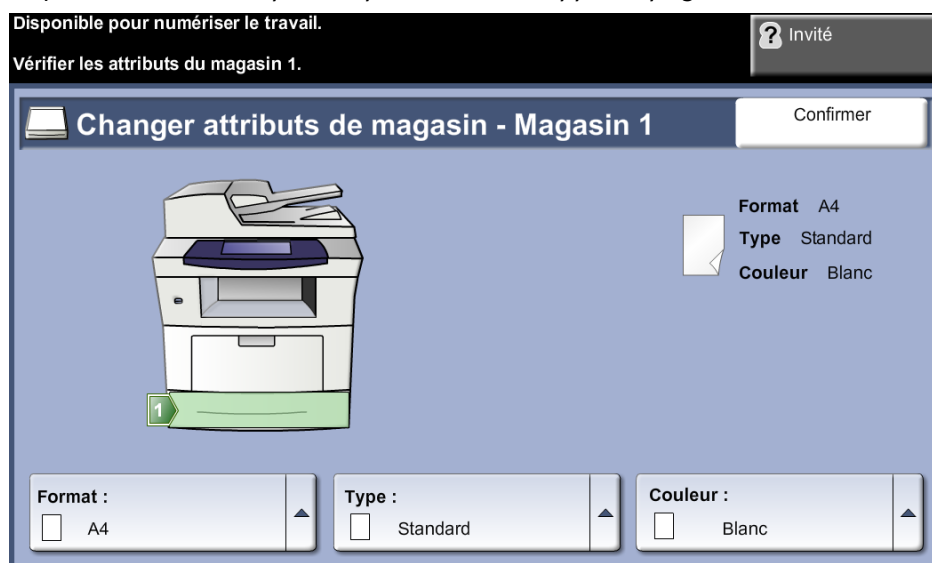 Disponible pour numériser le travail.
Vérifier les attributs du magasin 1.
? Invité
Changer attributs de magasin - Magasin 1
Confirmer
Format A4
Type Standard
Couleur Blanc
1
Format :
A4
Type :
Standard
Couleur :
Blanc